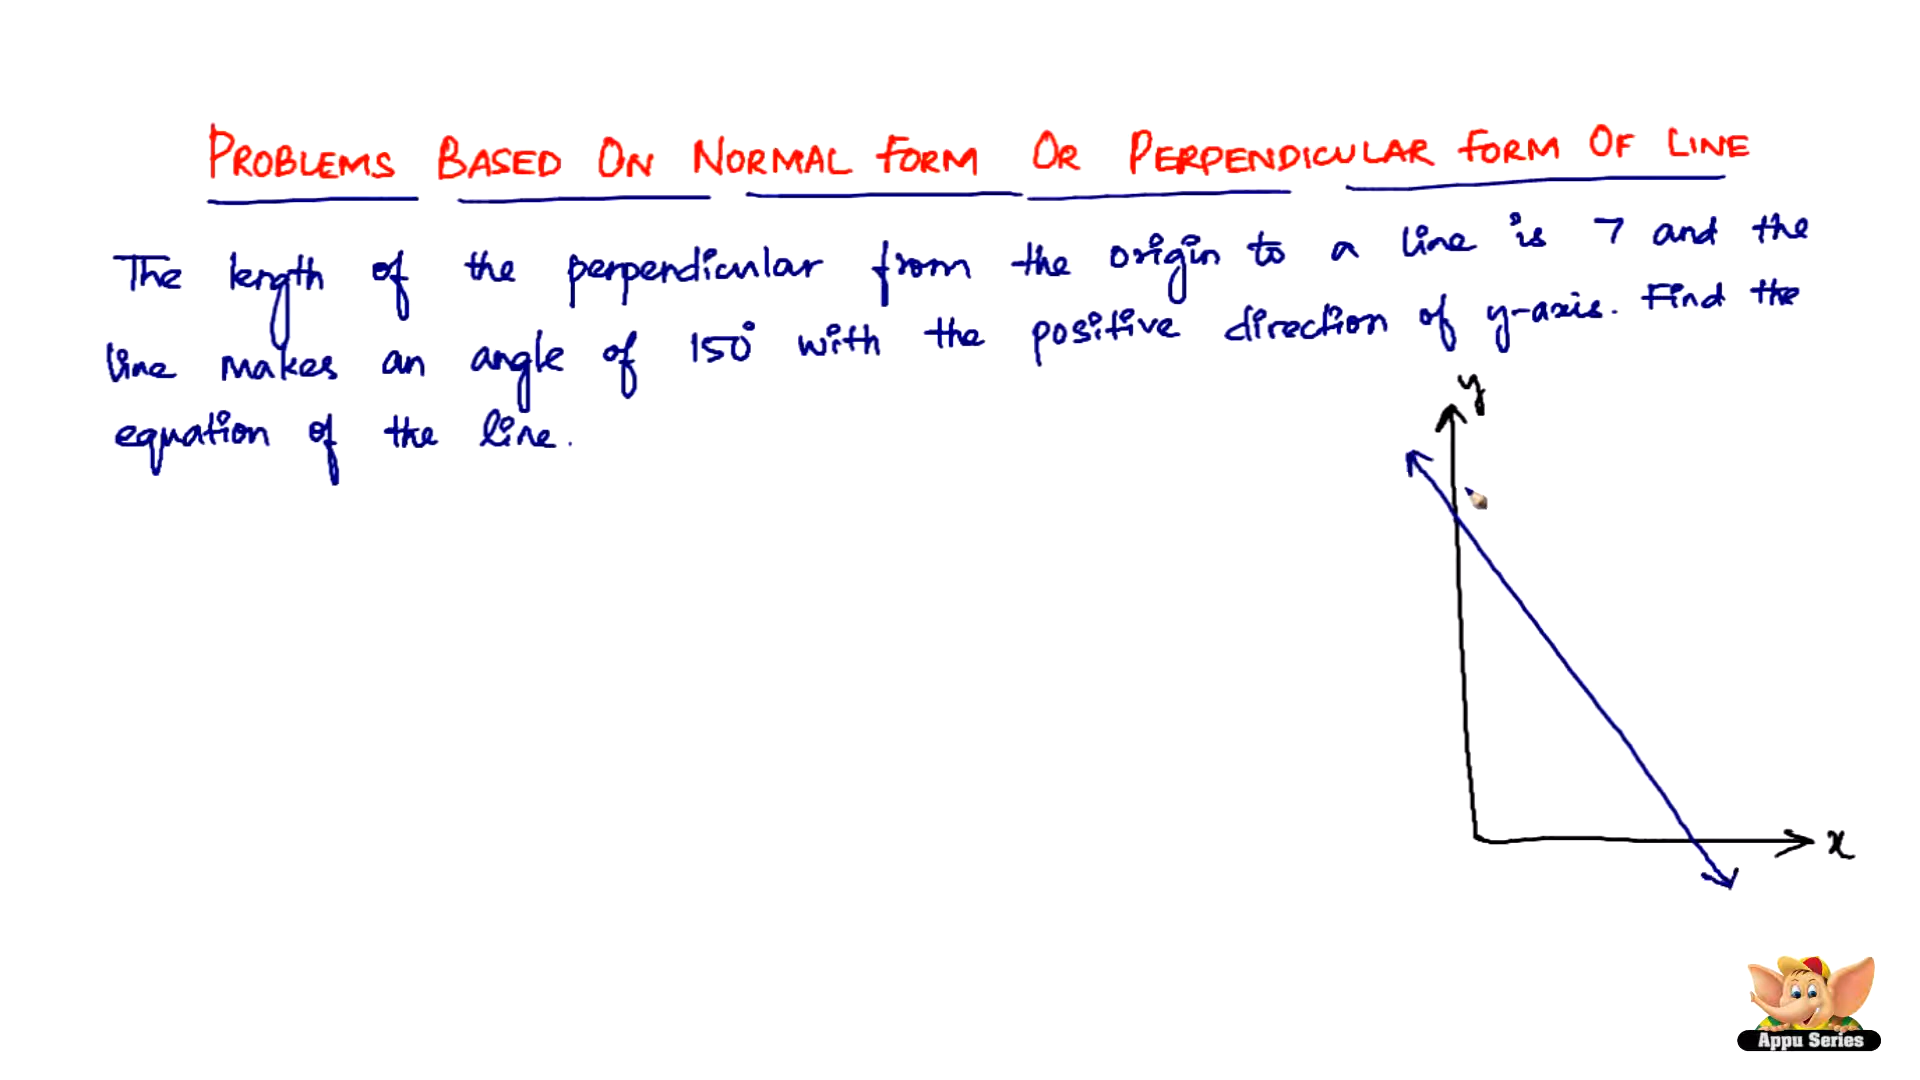 PROBLEMS BASED ON NORMAL FORM OR PERPENDICULAR FORM OF LINE
The length of the perpendicular from the origin to a line is 7 and the
line makes an angle of 150° with the positive direction of y-axis. Find the
equation of the line.
y
x
Appu Series